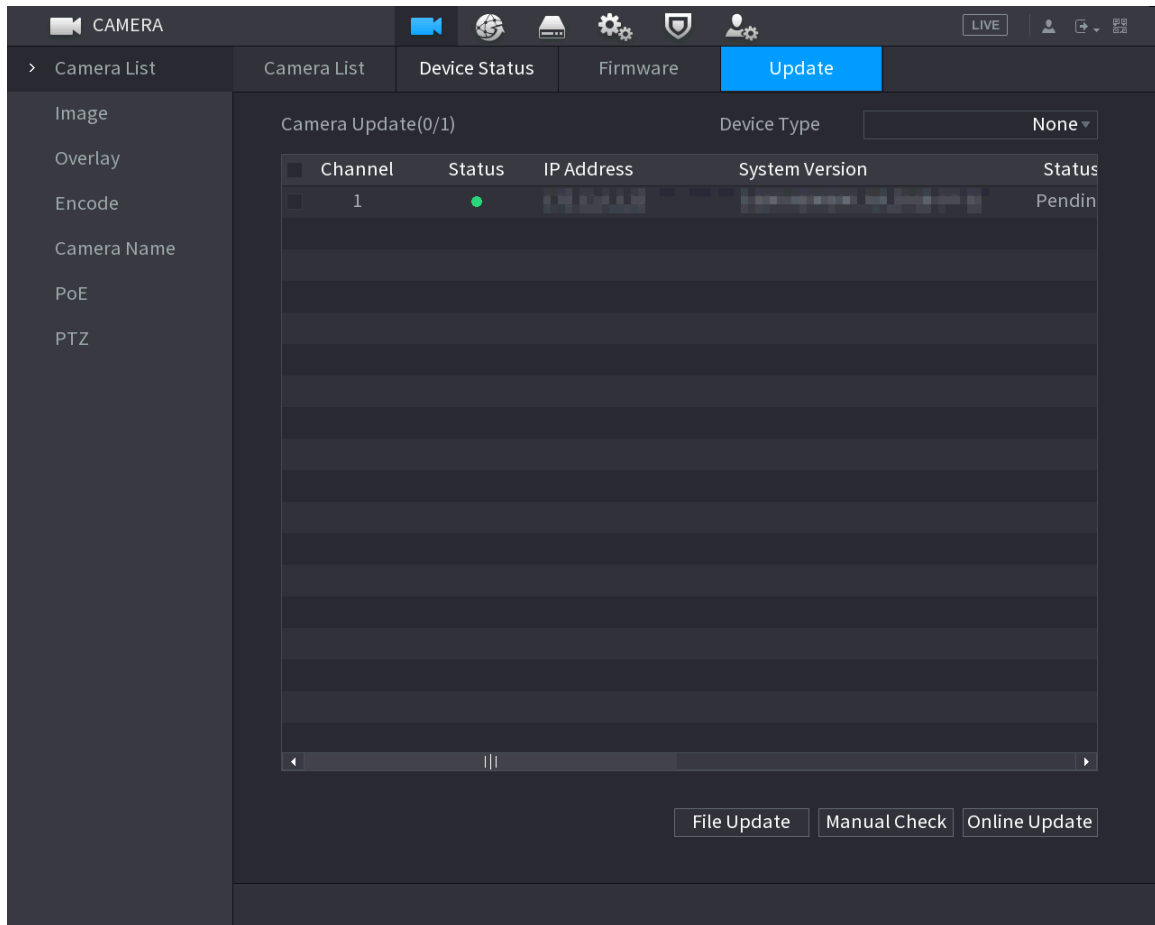 CAMERA LIVE
Camera List Camera List Device Status Firmware Update
Image
Camera Update(0/1) Device Type None
Overlay
Channel Status IP Address System Version Status
Encode
1 Pendin
Camera Name
PoE
PTZ
File Update Manual Check Online Update